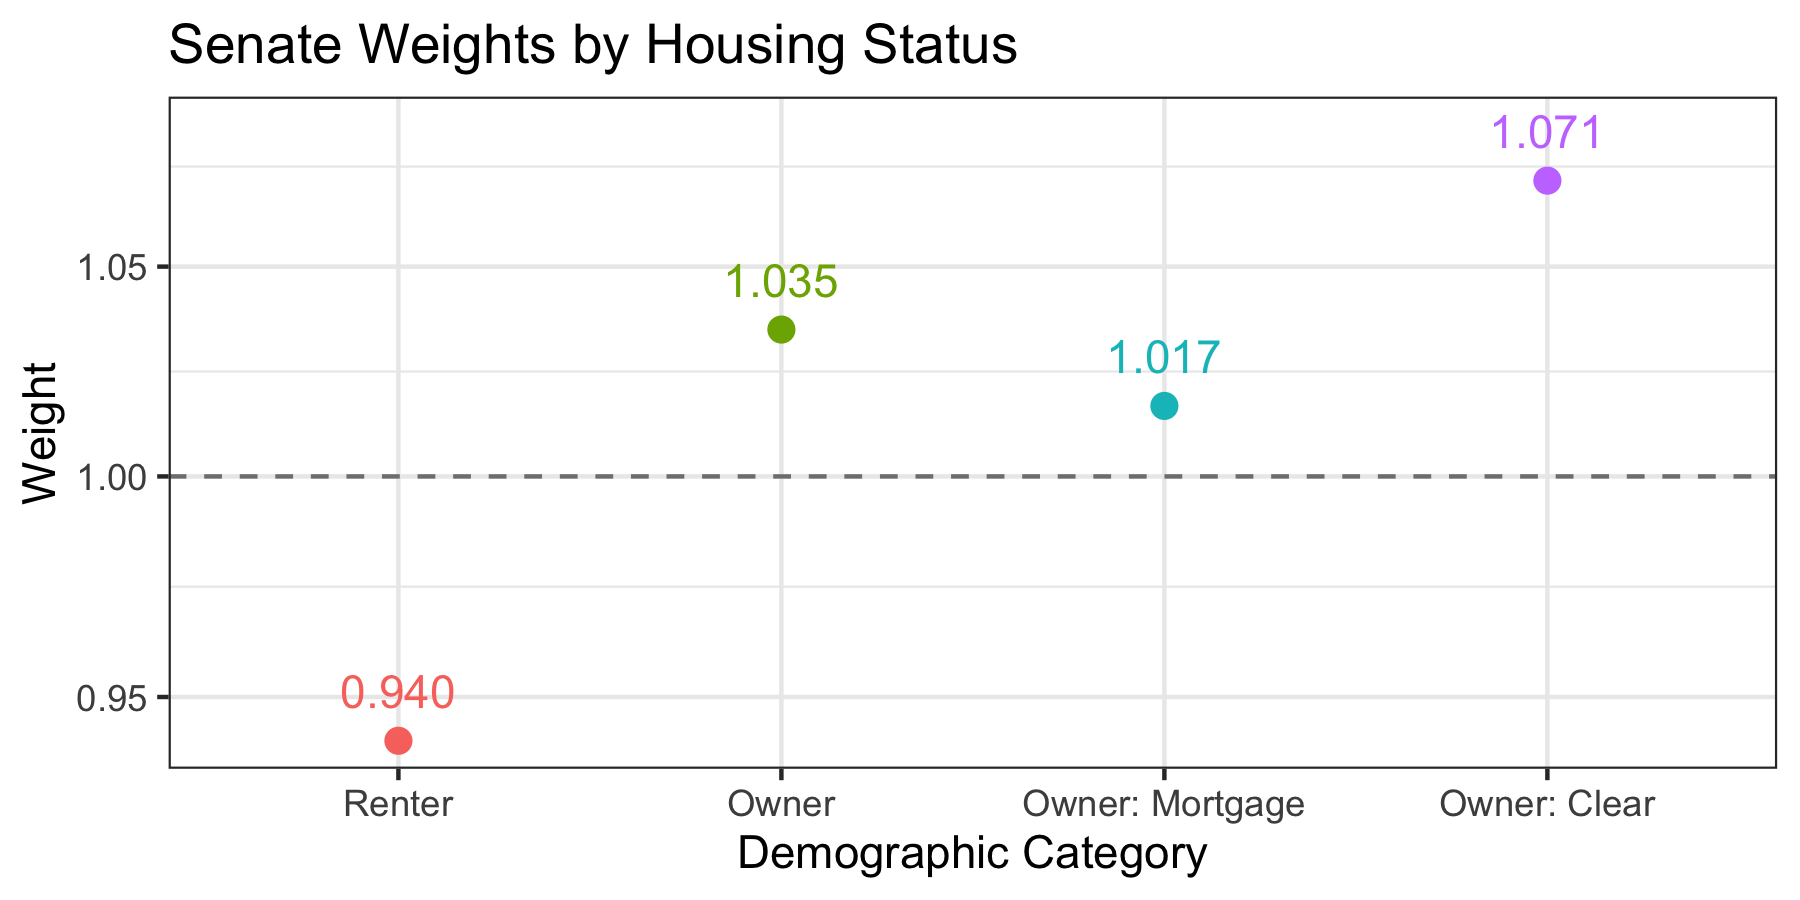 Senate Weights by Housing Status
1.071
1.05
1.035
1.017
Weight
1.00
0.95
0.940
Renter
Owner
Owner: Mortgage
Owner: Clear
Demographic Category